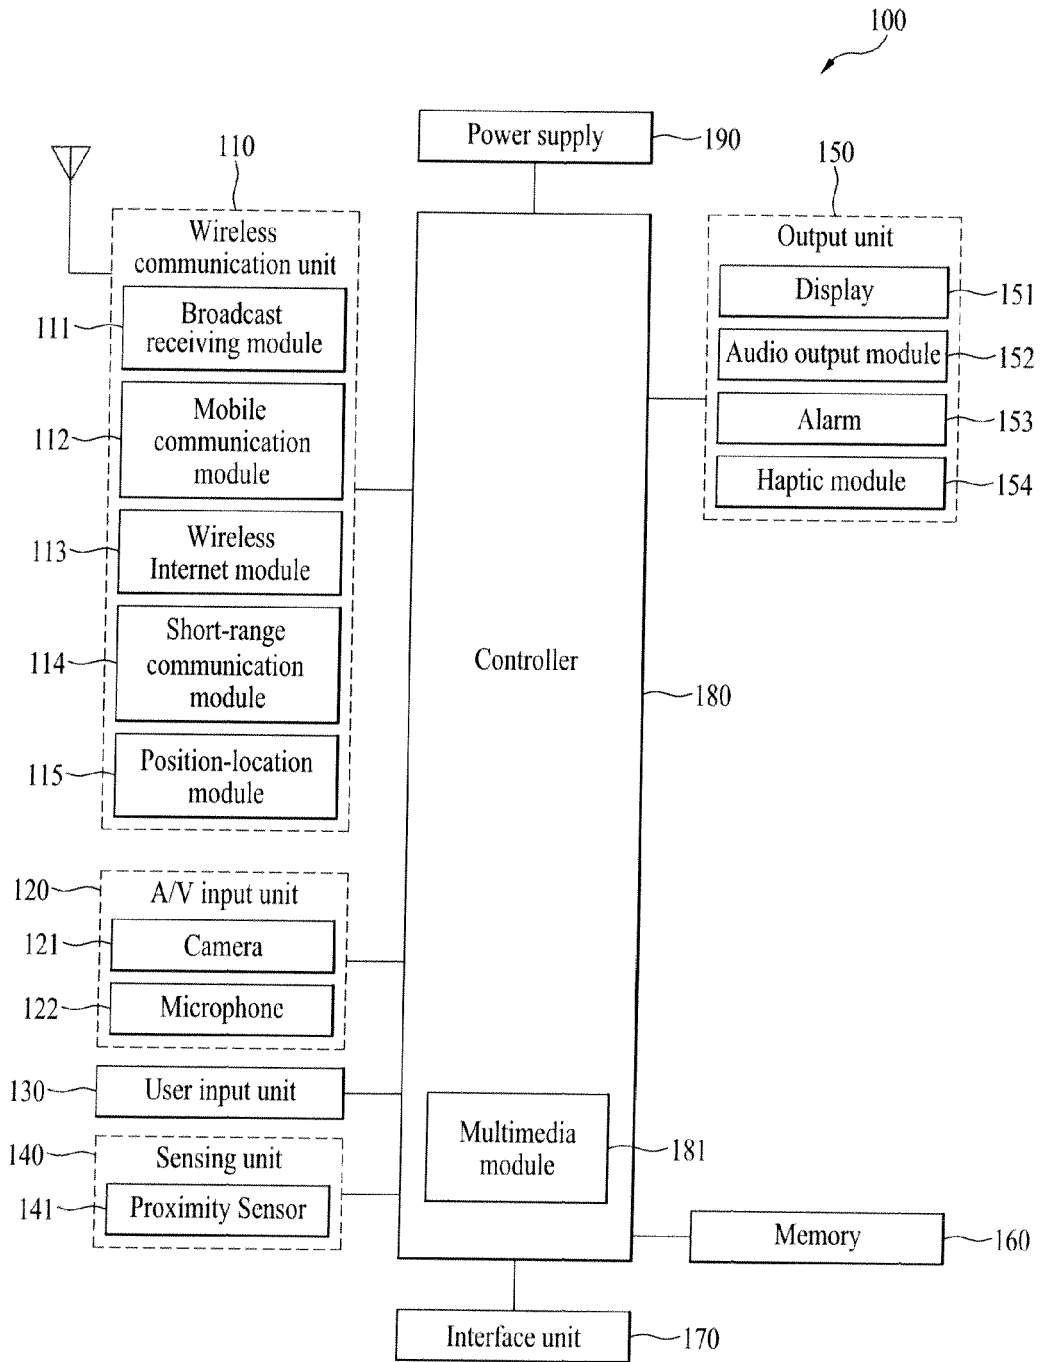 100
Power supply
190
110
Wireless
communication unit
111
Broadcast
receiving module
112
Mobile
communication
module
113
Wireless
Internet module
114
Short-range
communication
module
115
Position-location
module
120
A/V input unit
121
Camera
122
Microphone
130
User input unit
140
Sensing unit
141
Proximity Sensor
Controller
180
Multimedia
module
181
150
Output unit
Display
151
Audio output module
152
Alarm
153
Haptic module
154
Memory
160
Interface unit
170